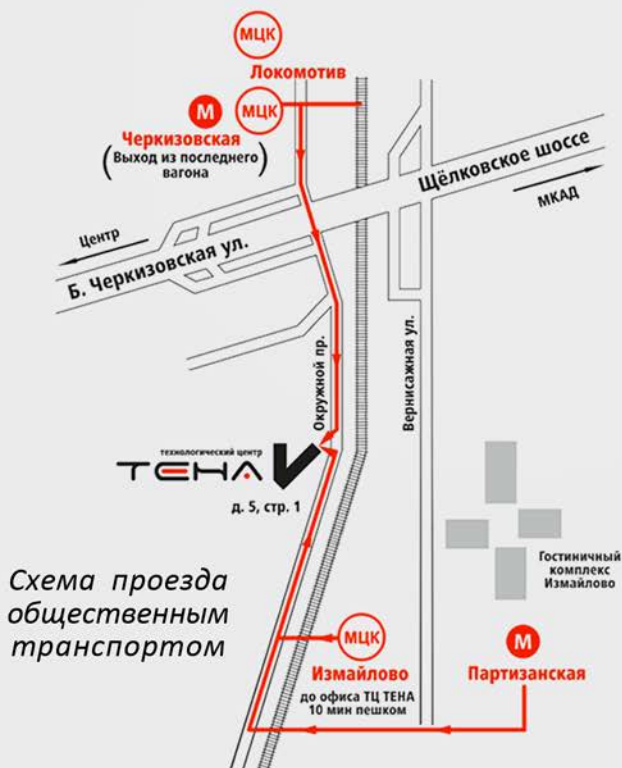 МЦК
Локомотив
М
МЦК
Черкизовская
(Выход из последнего
вагона)
Щёлковское шоссе
МКАД
Центр
Б. Черкизовская ул.
Окружной пр.
Вернисажная ул.
технологический центр
ТЕНА
д. 5, стр. 1
Гостиничный
комплекс
Измайлово
Схема проезда
общественным
транспортом
МЦК
Измайлово
до офиса ТЦ ТЕНА
10 мин пешком
М
Партизанская